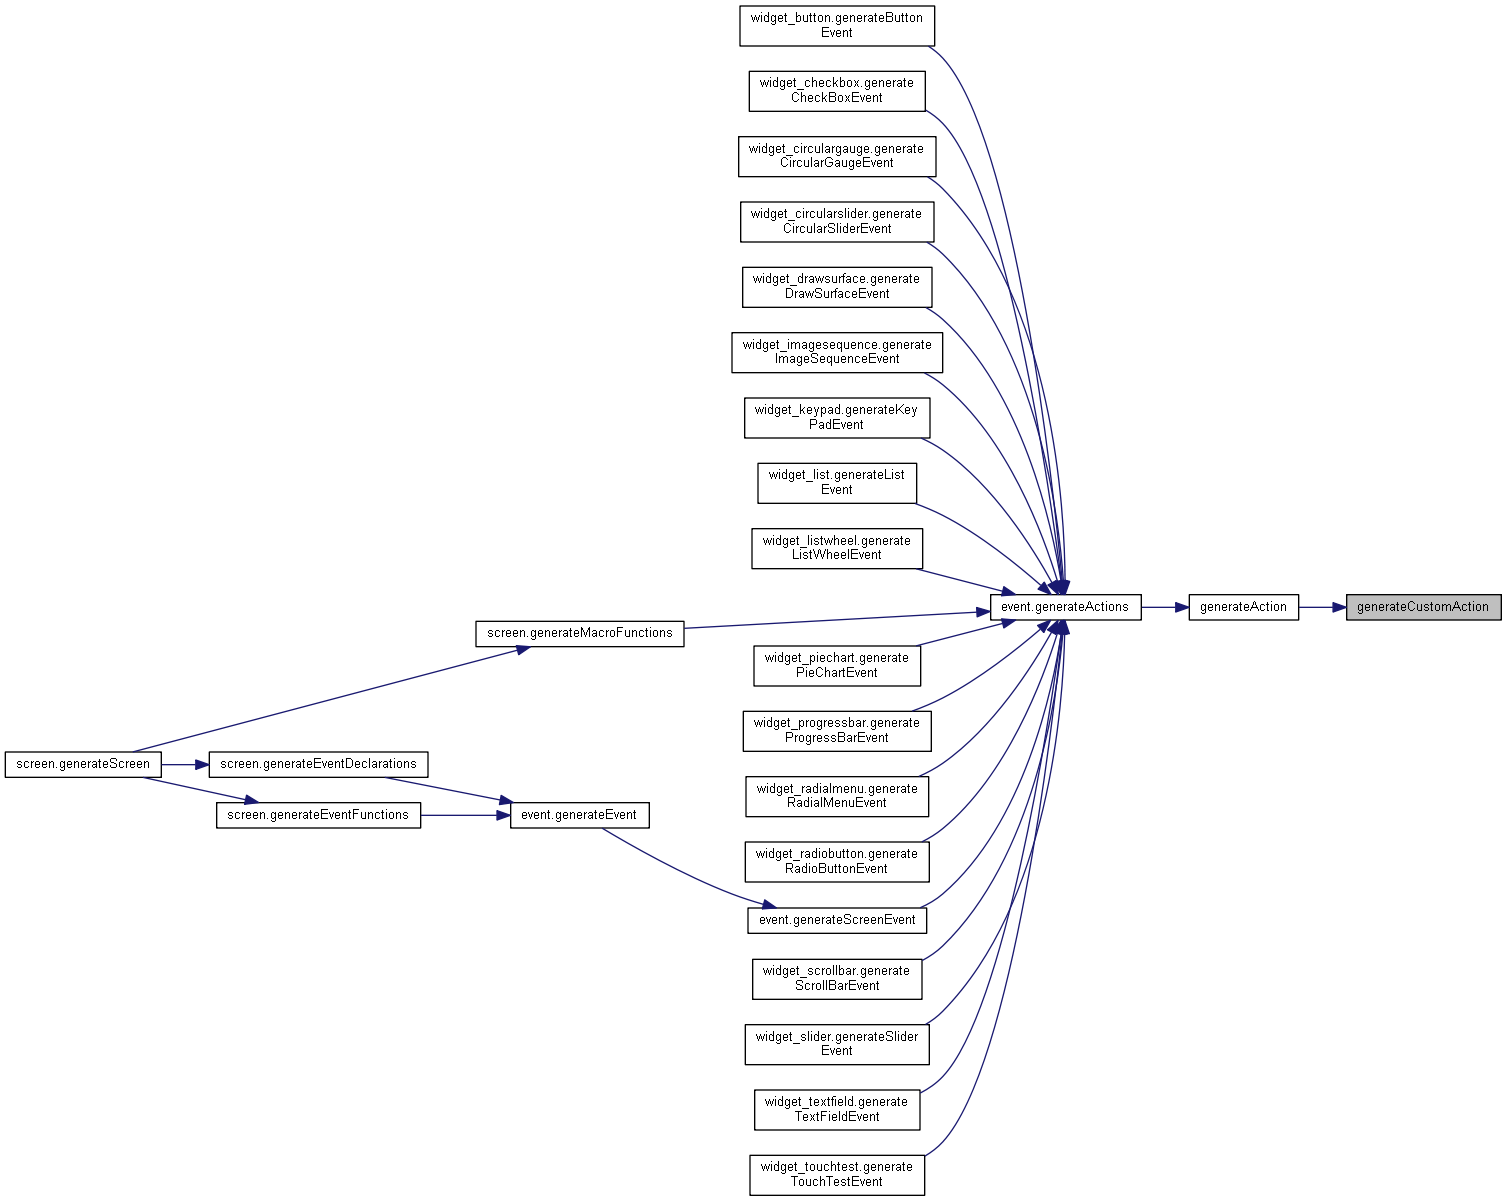 widget_button.generateButton
Event
widget_checkbox.generate
CheckBoxEvent
widget_circulargauge.generate
CircularGaugeEvent
widget_circularslider.generate
CircularSliderEvent
widget_drawsurface.generate
DrawSurfaceEvent
widget_imagesequence.generate
ImageSequenceEvent
widget_keypad.generateKey
PadEvent
widget_list.generateList
Event
widget_listwheel.generate
ListWheelEvent
event.generateActions
generateAction
generateCustomAction
screen.generateMacroFunctions
widget_piechart.generate
PieChartEvent
widget_progressbar.generate
ProgressBarEvent
screen.generateScreen
screen.generateEventDeclarations
widget_radialmenu.generate
RadialMenuEvent
screen.generateEventFunctions
event.generateEvent
widget_radiobutton.generate
RadioButtonEvent
event.generateScreenEvent
widget_scrollbar.generate
ScrollBarEvent
widget_slider.generateSlider
Event
widget_textfield.generate
TextFieldEvent
widget_touchtest.generate
TouchTestEvent